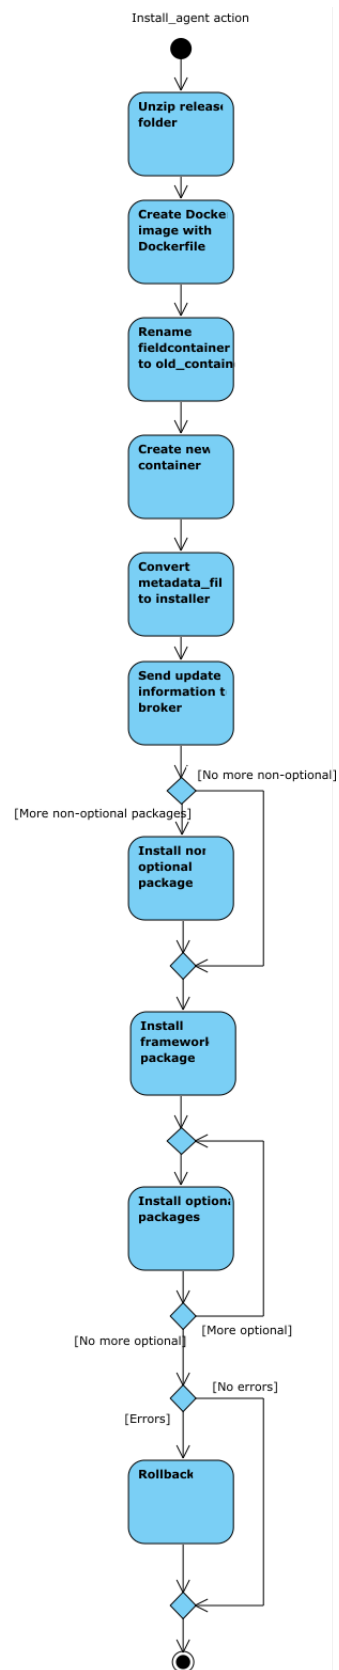 Install_agent action
Unzip release
folder
Create Docker
image with
Dockerfile
Rename
fieldcontainer
to old_contain
Create new
container
Convert
metadata_fil
to installer
Send update
information to
broker
[No more non-optional]
[More non-optional packages]
Install non
optional
package
Install
framework
package
Install optional
packages
[More optional]
[No more optional]
[No errors]
[Errors]
Rollback